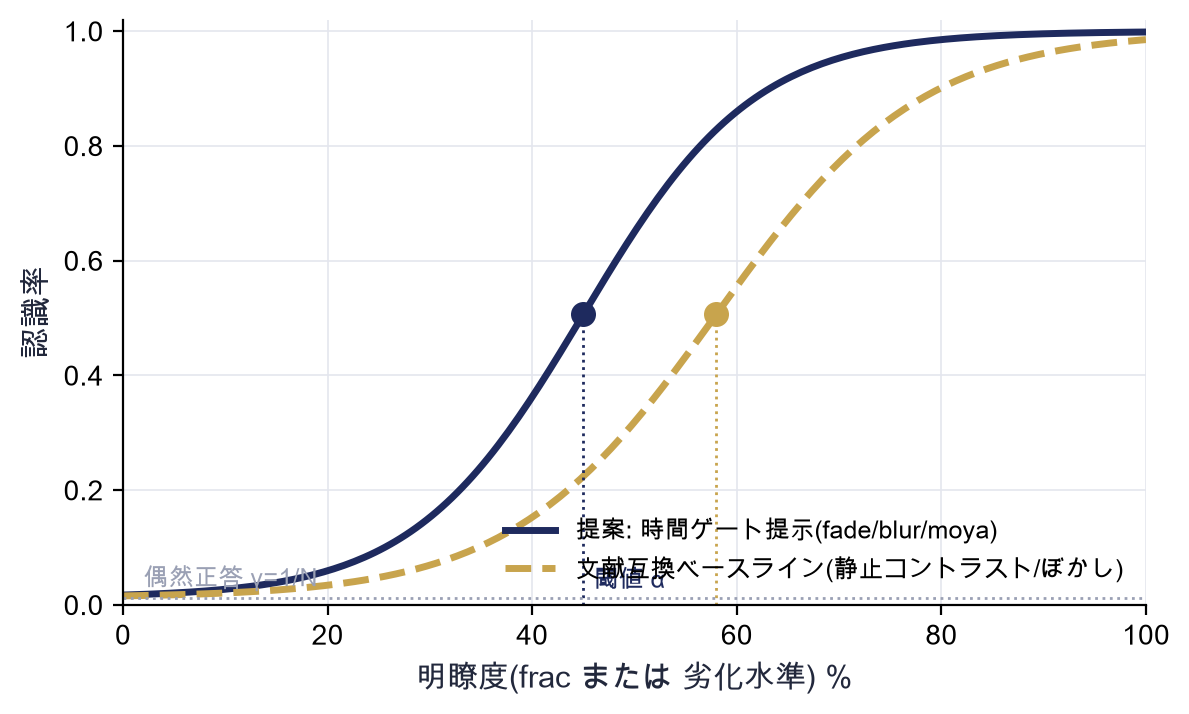 1.0
0.8
0.6
0.4
0.2
0.0
認識率
提案: 時間ゲート提示(fade/blur/moya)
文献互換ベースライン(静止コントラスト/ぼかし)
偶然正答 γ=1/N
閾値 α
0 20 40 60 80 100
明瞭度(frac または 劣化水準) %